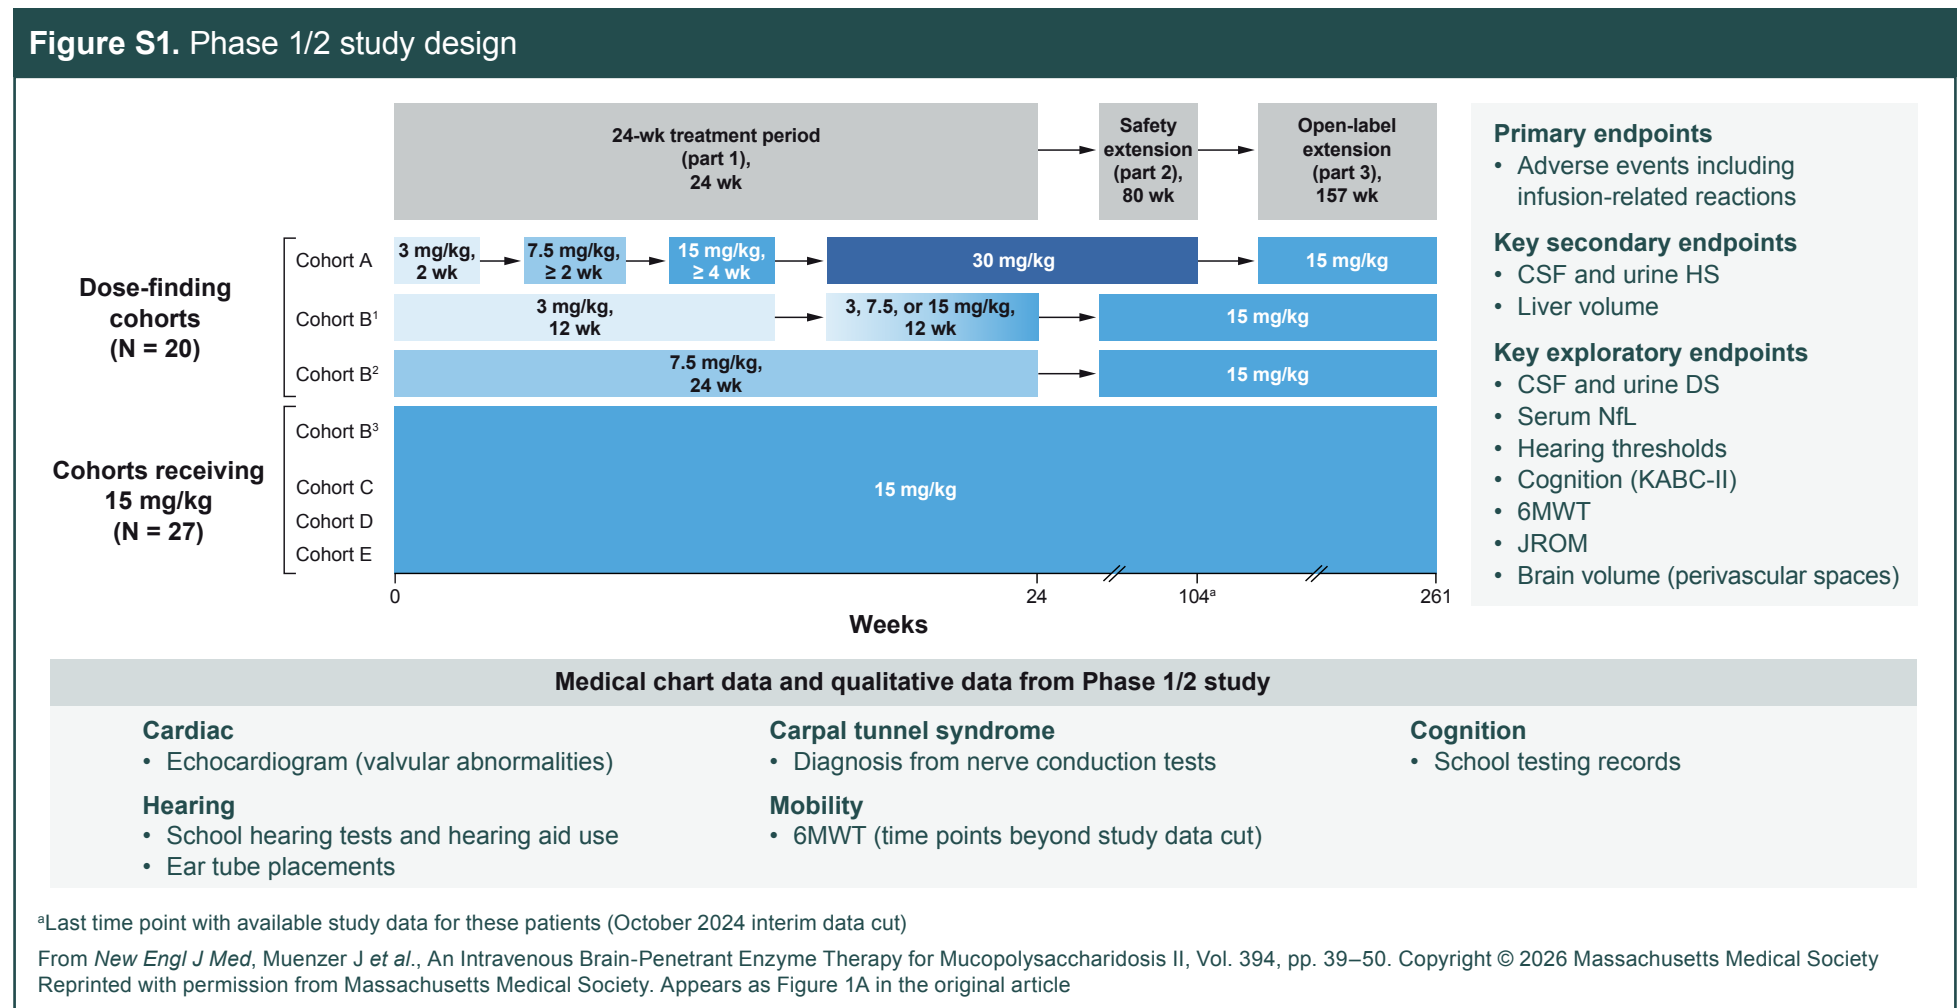 Figure S1. Phase 1/2 study design
24-wk treatment period
(part 1),
24 wk
Safety
extension
(part 2),
80 wk
Open-label
extension
(part 3),
157 wk
Dose-finding
cohorts
(N = 20)
Cohort A
3 mg/kg,
2 wk
7.5 mg/kg,
≥ 2 wk
15 mg/kg,
≥ 4 wk
30 mg/kg
15 mg/kg
Cohort B¹
3 mg/kg,
12 wk
3, 7.5, or 15 mg/kg,
12 wk
15 mg/kg
Cohort B²
7.5 mg/kg,
24 wk
15 mg/kg
Cohorts receiving
15 mg/kg
(N = 27)
Cohort B³
Cohort C
Cohort D
Cohort E
15 mg/kg
0
24
104ᵃ
261
Weeks
Primary endpoints
• Adverse events including
infusion-related reactions
Key secondary endpoints
• CSF and urine HS
• Liver volume
Key exploratory endpoints
• CSF and urine DS
• Serum NfL
• Hearing thresholds
• Cognition (KABC-II)
• 6MWT
• JROM
• Brain volume (perivascular spaces)
Medical chart data and qualitative data from Phase 1/2 study
Cardiac
• Echocardiogram (valvular abnormalities)
Hearing
• School hearing tests and hearing aid use
• Ear tube placements
Carpal tunnel syndrome
• Diagnosis from nerve conduction tests
Mobility
• 6MWT (time points beyond study data cut)
Cognition
• School testing records
ᵃLast time point with available study data for these patients (October 2024 interim data cut)
From New Engl J Med, Muenzer J et al., An Intravenous Brain-Penetrant Enzyme Therapy for Mucopolysaccharidosis II, Vol. 394, pp. 39–50. Copyright © 2026 Massachusetts Medical Society
Reprinted with permission from Massachusetts Medical Society. Appears as Figure 1A in the original article